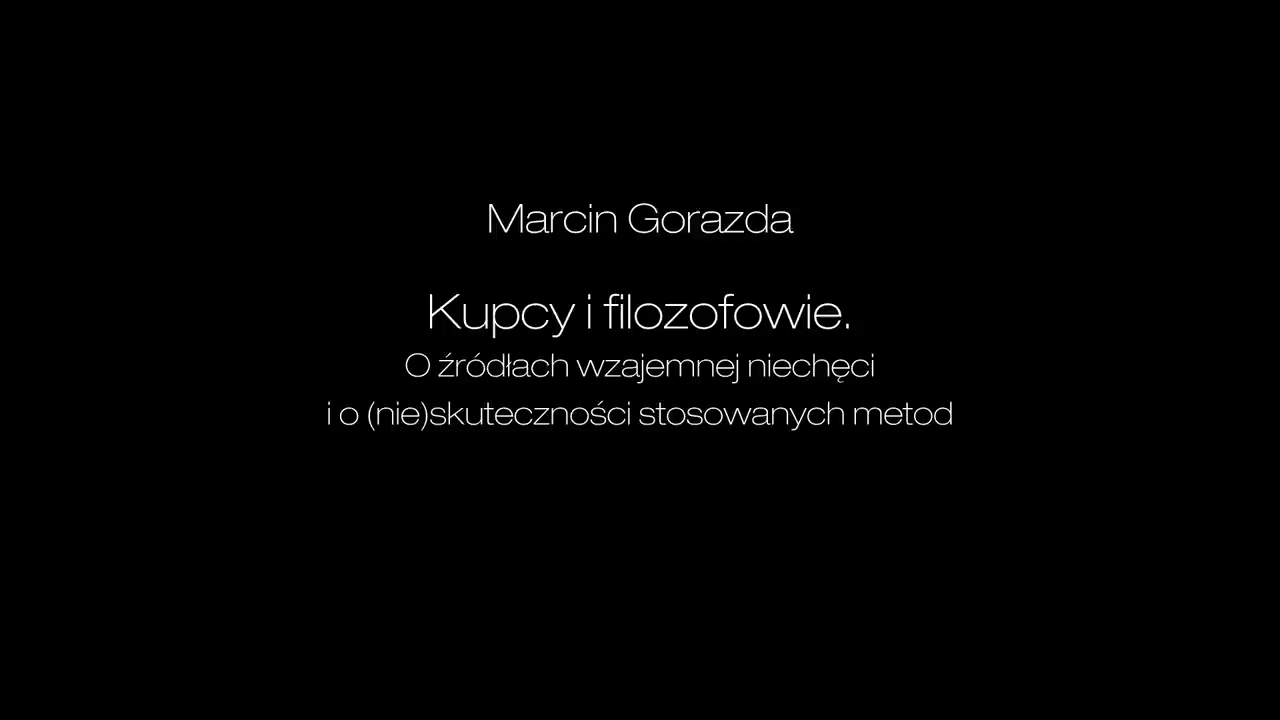 Marcin Gorazda
Kupcy i filozofowie.
O źródłach wzajemnej niechęci
i o (nie)skuteczności stosowanych metod